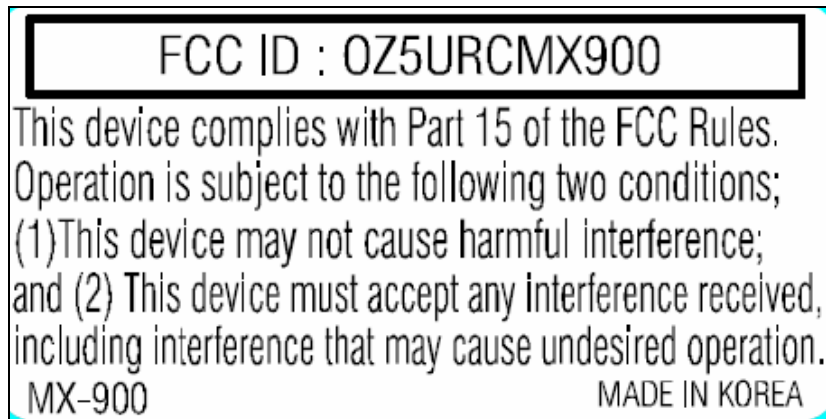 FCC ID : OZ5URCMX900
This device complies with Part 15 of the FCC Rules.
Operation is subject to the following two conditions;
(1)This device may not cause harmful interference;
and (2) This device must accept any interference received,
including interference that may cause undesired operation.
MX-900 MADE IN KOREA